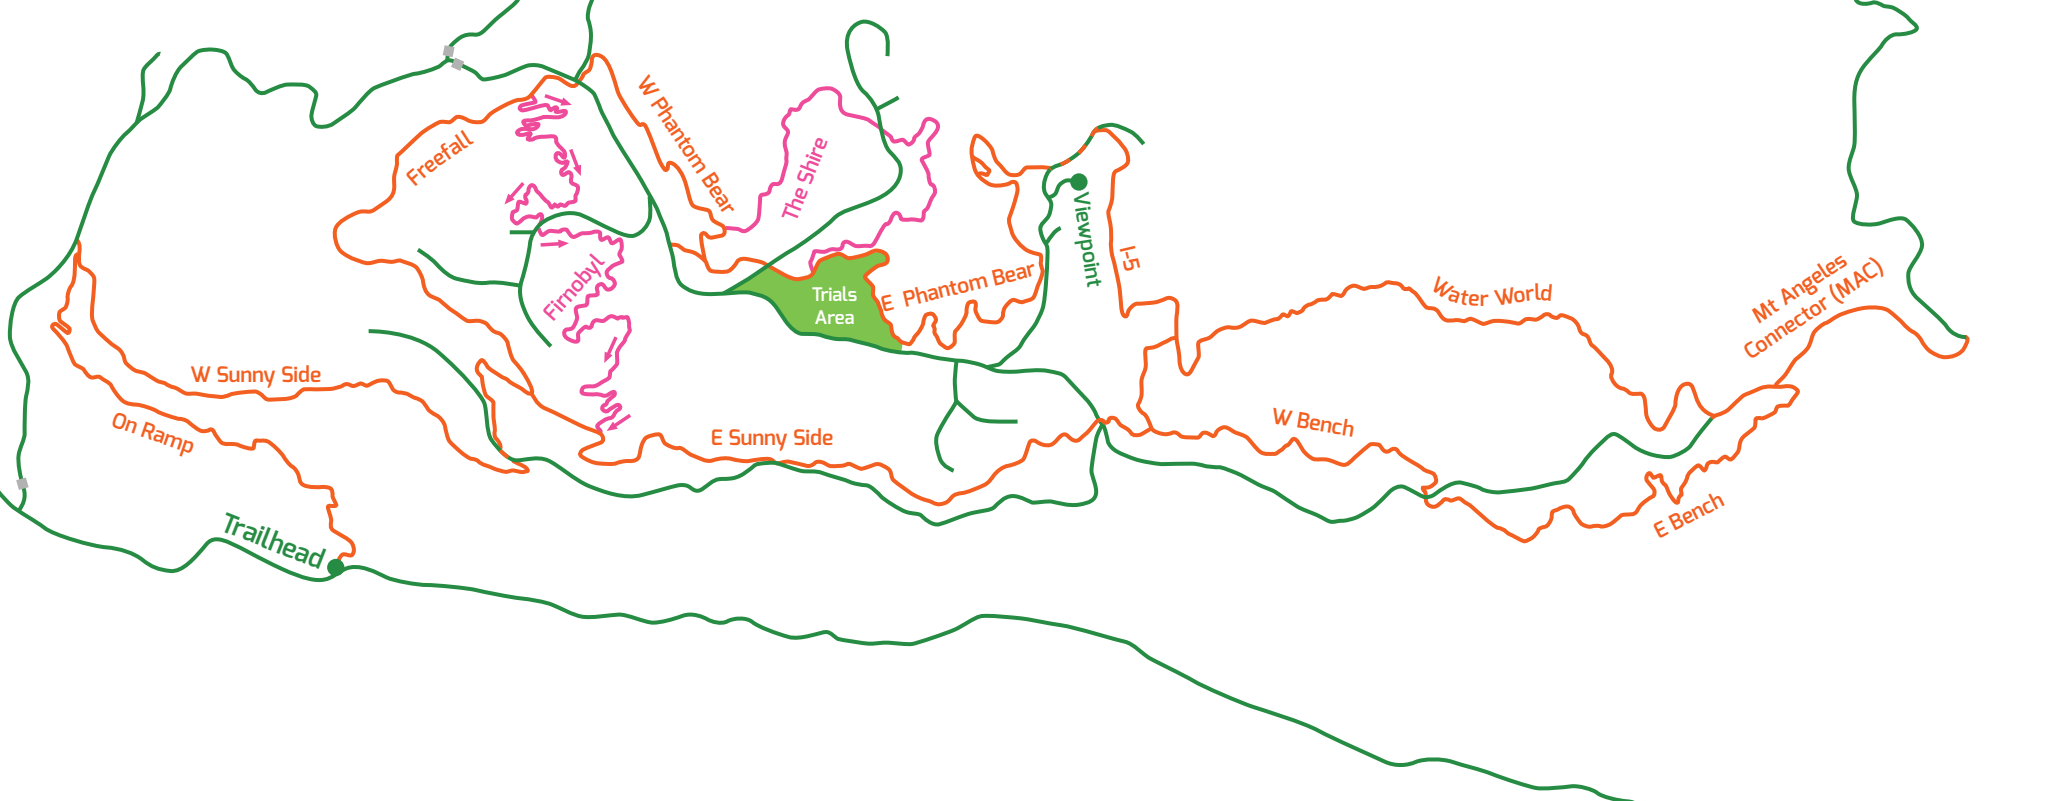 W Phantom Bear
Freefall
The Shire
Viewpoint
I-5
Firnobyl
E Phantom Bear
Trials
Area
Water World
Mt Angeles
Connector (MAC)
W Sunny Side
On Ramp
E Sunny Side
W Bench
E Bench
Trailhead